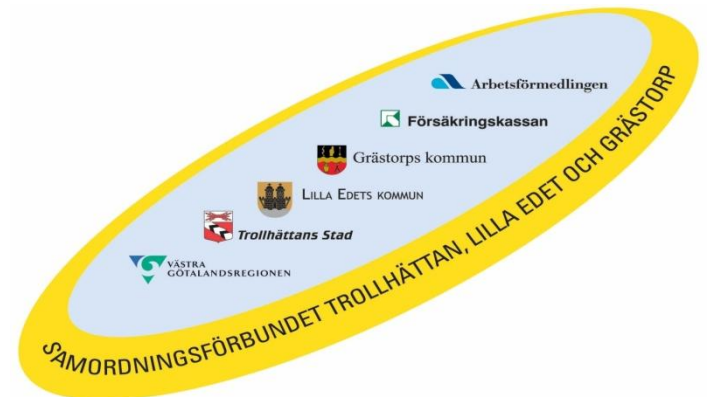 Arbetsförmedlingen
Försäkringskassan
Grästorps kommun
LILLA EDETS KOMMUN
Trollhättans Stad
VÄSTRA
GÖTALANDSREGIONEN
SAMORDNINGSFÖRBUNDET TROLLHÄTTAN, LILLA EDET OCH GRÄSTORP